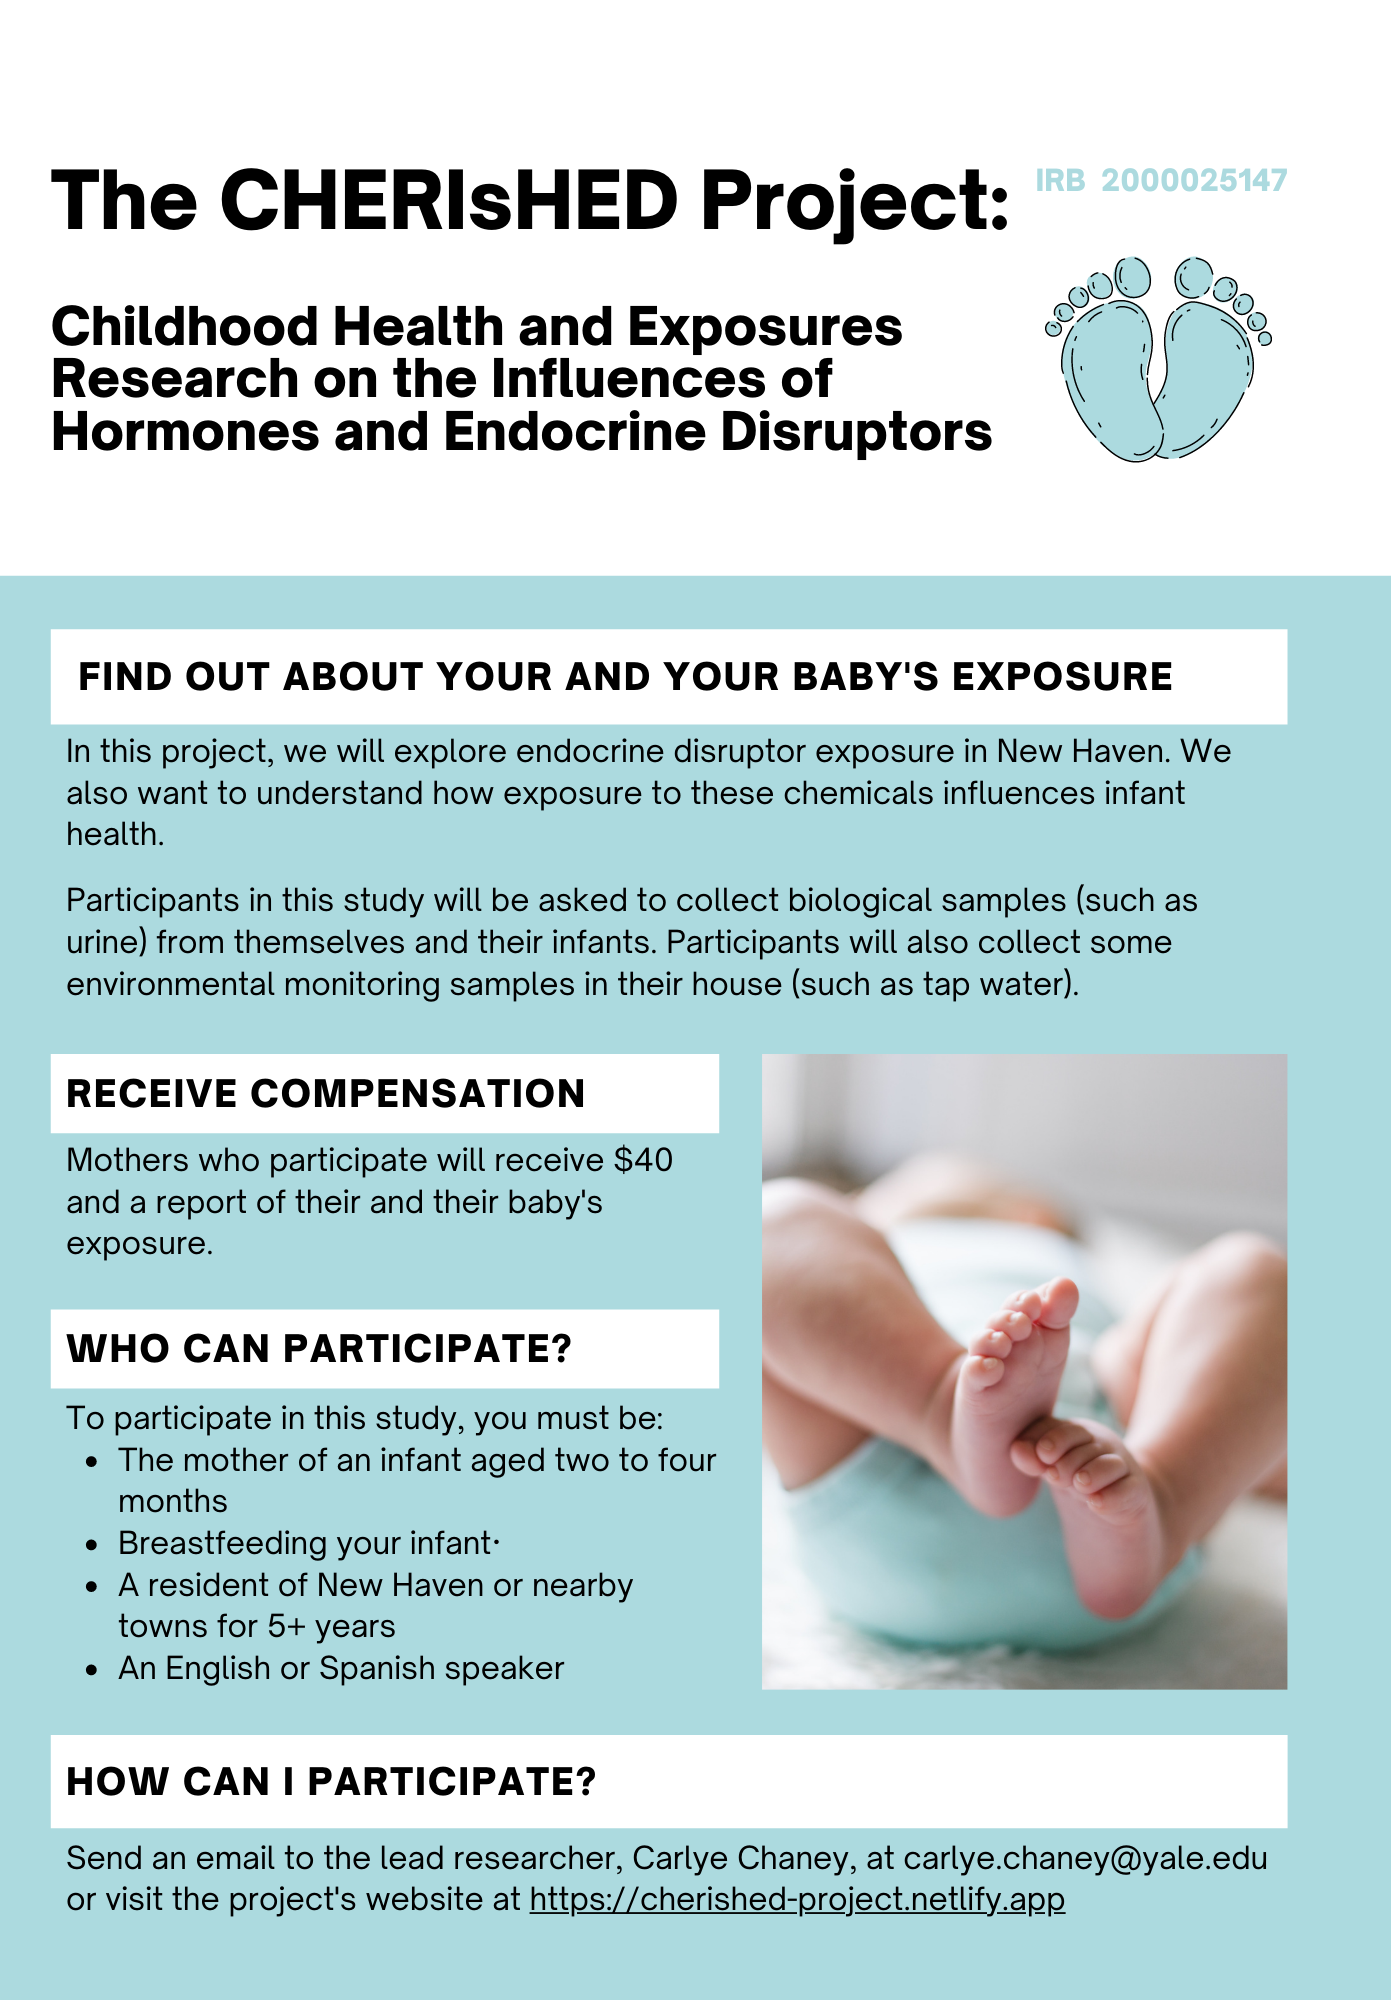 The CHERIsHED Project:
IRB 2000025147
Childhood Health and Exposures
Research on the Influences of
Hormones and Endocrine Disruptors
FIND OUT ABOUT YOUR AND YOUR BABY'S EXPOSURE
In this project, we will explore endocrine disruptor exposure in New Haven. We
also want to understand how exposure to these chemicals influences infant
health.
Participants in this study will be asked to collect biological samples (such as
urine) from themselves and their infants. Participants will also collect some
environmental monitoring samples in their house (such as tap water).
RECEIVE COMPENSATION
Mothers who participate will receive $40
and a report of their and their baby's
exposure.
WHO CAN PARTICIPATE?
To participate in this study, you must be:
• The mother of an infant aged two to four
months
• Breastfeeding your infant·
• A resident of New Haven or nearby
towns for 5+ years
• An English or Spanish speaker
HOW CAN I PARTICIPATE?
Send an email to the lead researcher, Carlye Chaney, at carlye.chaney@yale.edu
or visit the project's website at https://cherished-project.netlify.app